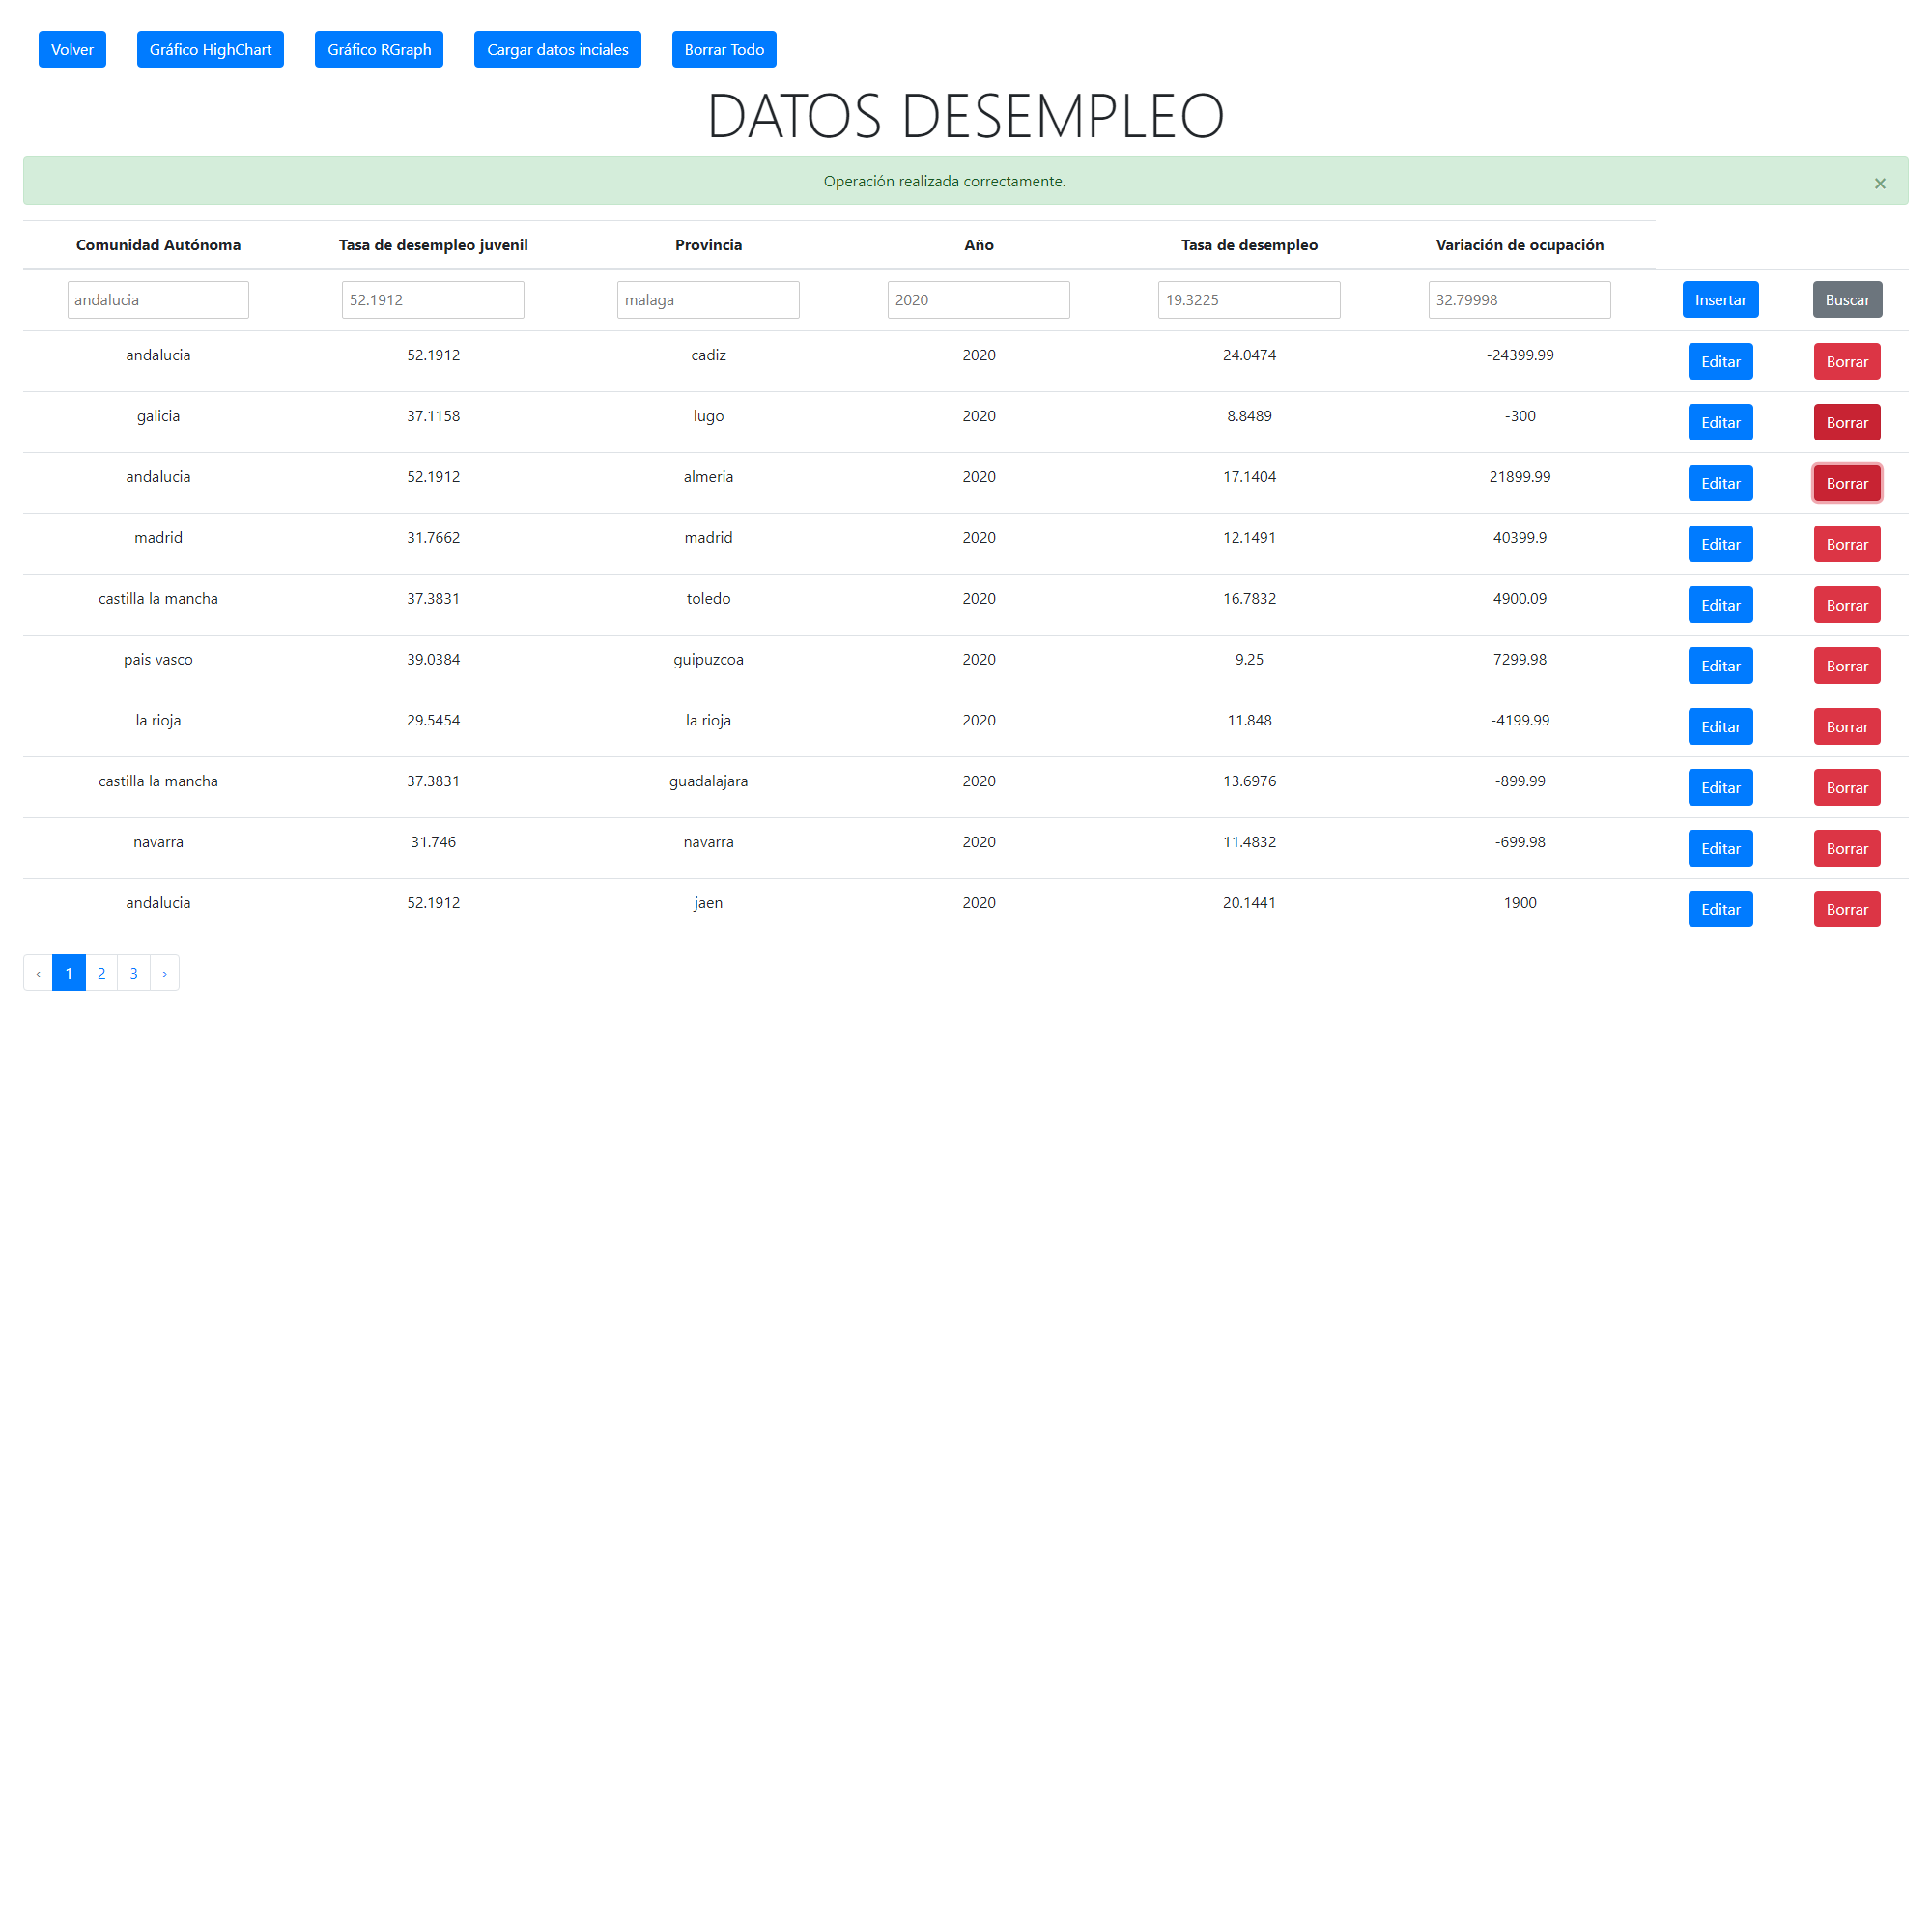 Volver Gráfico HighChart Gráfico RGraph Cargar datos inciales Borrar Todo
DATOS DESEMPLEO
Operación realizada correctamente. ×
Comunidad Autónoma Tasa de desempleo juvenil Provincia Año Tasa de desempleo Variación de ocupación
andalucia 52.1912 malaga 2020 19.3225 32.79998 Insertar Buscar
andalucia 52.1912 cadiz 2020 24.0474 -24399.99 Editar Borrar
galicia 37.1158 lugo 2020 8.8489 -300 Editar Borrar
andalucia 52.1912 almeria 2020 17.1404 21899.99 Editar Borrar
madrid 31.7662 madrid 2020 12.1491 40399.9 Editar Borrar
castilla la mancha 37.3831 toledo 2020 16.7832 4900.09 Editar Borrar
pais vasco 39.0384 guipuzcoa 2020 9.25 7299.98 Editar Borrar
la rioja 29.5454 la rioja 2020 11.848 -4199.99 Editar Borrar
castilla la mancha 37.3831 guadalajara 2020 13.6976 -899.99 Editar Borrar
navarra 31.746 navarra 2020 11.4832 -699.98 Editar Borrar
andalucia 52.1912 jaen 2020 20.1441 1900 Editar Borrar
‹ 1 2 3 ›